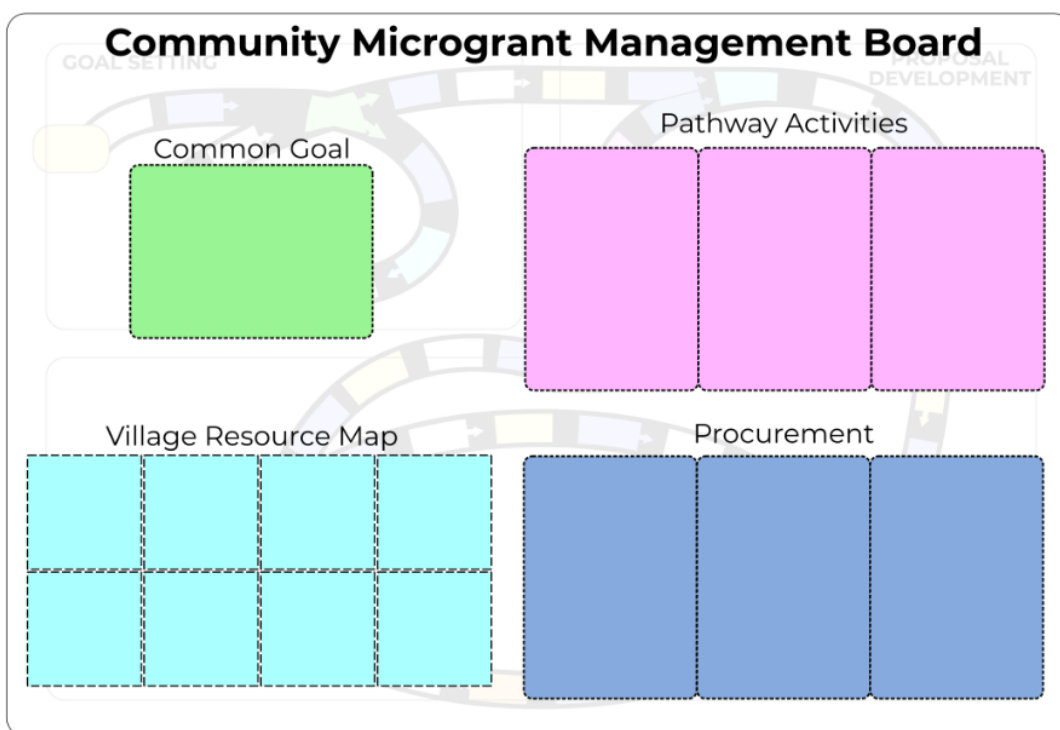 Community Microgrant Management Board
GOAL SETTING
PROPOSAL
DEVELOPMENT
Common Goal
Pathway Activities
Village Resource Map
Procurement